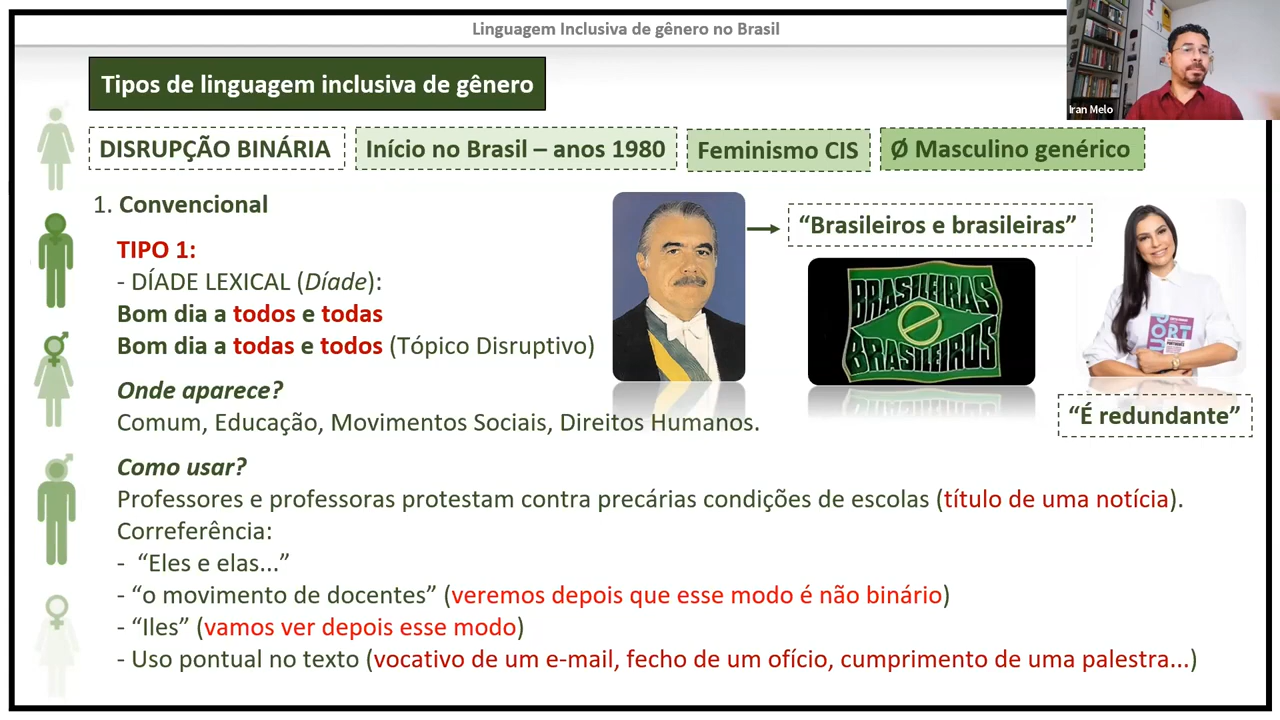 Linguagem Inclusiva de gênero no Brasil
Iran Melo
Tipos de linguagem inclusiva de gênero
DISRUPÇÃO BINÁRIA
Início no Brasil – anos 1980
Feminismo CIS
Ø Masculino genérico
1. Convencional
“Brasileiros e brasileiras”
TIPO 1:
- DÍADE LEXICAL (Díade):
Bom dia a todos e todas
Bom dia a todas e todos (Tópico Disruptivo)
BRASILEIRAS
e
BRASILEIROS
Onde aparece?
Comum, Educação, Movimentos Sociais, Direitos Humanos.
“É redundante”
Como usar?
Professores e professoras protestam contra precárias condições de escolas (título de uma notícia).
Correferência:
- “Eles e elas...”
- “o movimento de docentes” (veremos depois que esse modo é não binário)
- “Iles” (vamos ver depois esse modo)
- Uso pontual no texto (vocativo de um e-mail, fecho de um ofício, cumprimento de uma palestra...)